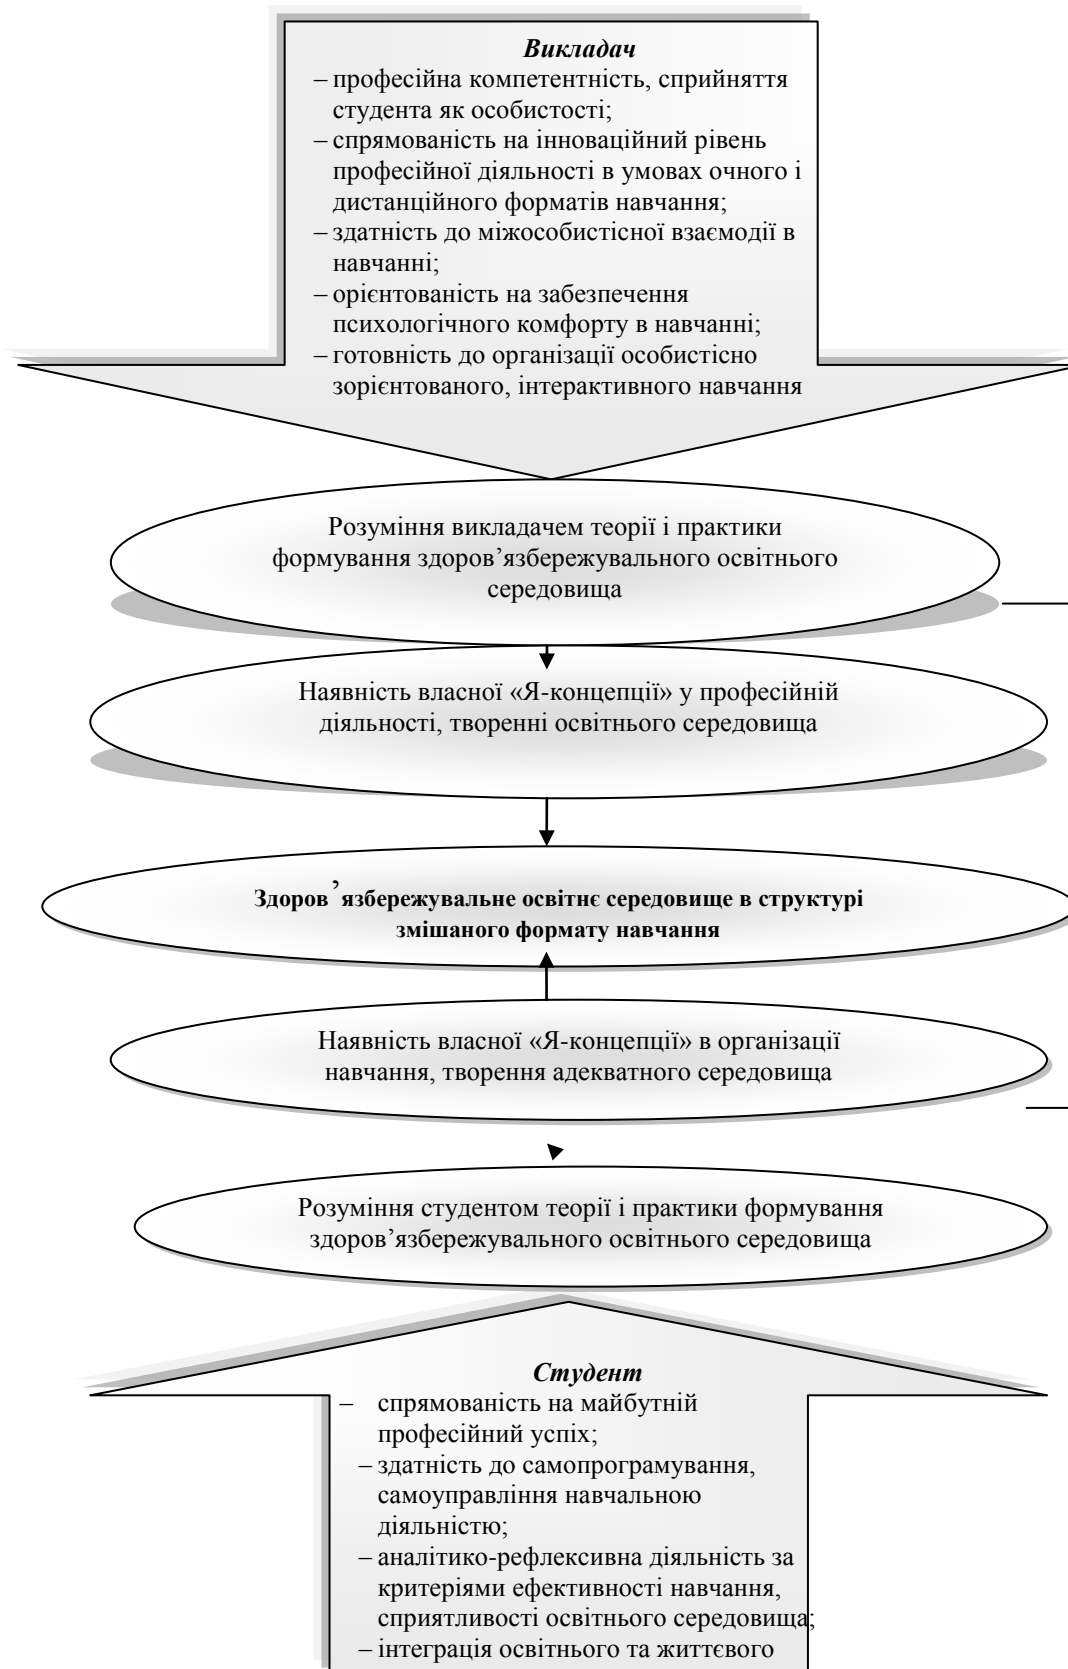 Викладач
– професійна компетентність, сприйняття
студента як особистості;
– спрямованість на інноваційний рівень
професійної діяльності в умовах очного і
дистанційного форматів навчання;
– здатність до міжособистісної взаємодії в
навчанні;
– орієнтованість на забезпечення
психологічного комфорту в навчанні;
– готовність до організації особистісно
зорієнтованого, інтерактивного навчання
Розуміння викладачем теорії і практики
формування здоров’язбережувального освітнього
середовища
Наявність власної «Я-концепції» у професійній
діяльності, творенні освітнього середовища
Здоров’язбережувальне освітнє середовище в структурі
змішаного формату навчання
Наявність власної «Я-концепції» в організації
навчання, творення адекватного середовища
Розуміння студентом теорії і практики формування
здоров’язбережувального освітнього середовища
Студент
– спрямованість на майбутній
професійний успіх;
– здатність до самопрограмування,
самоуправління навчальною
діяльністю;
– аналітико-рефлексивна діяльність за
критеріями ефективності навчання,
сприятливості освітнього середовища;
– інтеграція освітнього та життєвого